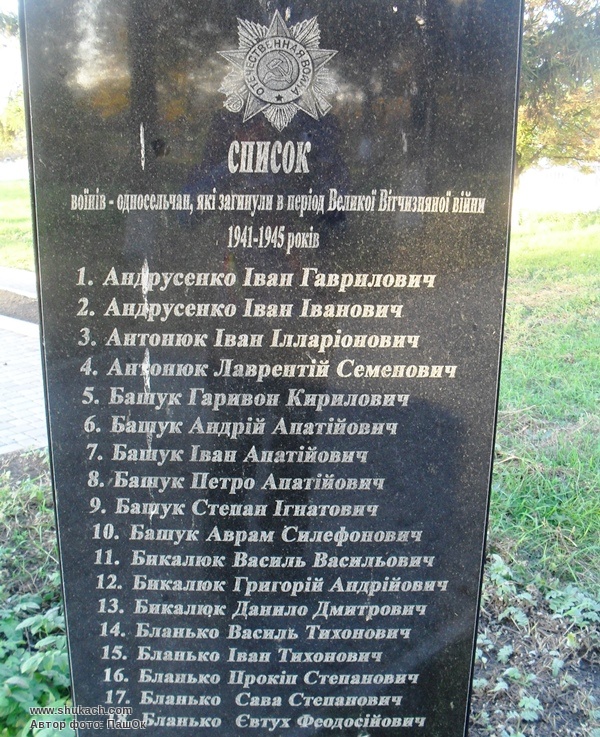 ОТЕЧЕСТВЕННАЯ ВОЙНА
СПИСОК
воїнів - односельчан, які загинули в період Великої Вітчизняної війни
1941-1945 років
1. Андрусенко Іван Гаврилович
2. Андрусенко Іван Іванович
3. Антонюк Іван Ілларіонович
4. Антонюк Лаврентій Семенович
5. Башук Гаривон Кирилович
6. Башук Андрій Апатійович
7. Башук Іван Апатійович
8. Башук Петро Апатійович
9. Башук Степан Ігнатович
10. Башук Аврам Силефонович
11. Бикалюк Василь Васильович
12. Бикалюк Григорій Андрійович
13. Бикалюк Данило Дмитрович
14. Бланько Василь Тихонович
15. Бланько Іван Тихонович
16. Бланько Прокіп Степанович
17. Бланько Сава Степанович
Бланько Євтух Феодосійович
www.shukach.com
Автор фото: ПашОк